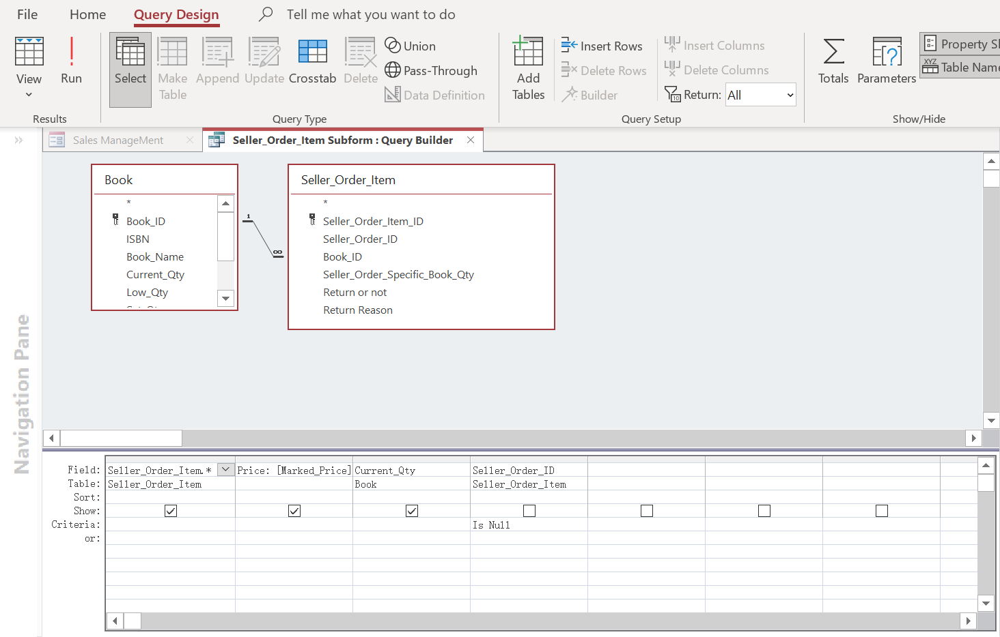 File Home Query Design Tell me what you want to do
View Run Select Make Table Append Update Crosstab Delete
Union
Pass-Through
Data Definition
Add Tables
Insert Rows
Delete Rows
Builder
Insert Columns
Delete Columns
Return: All
10
Totals Parameters
Property Sh
XYZ Table Name
Results Query Type Query Setup Show/Hide
Sales ManageMent Seller_Order_Item Subform : Query Builder
Navigation Pane
Book
*
Book_ID
ISBN
Book_Name
Current_Qty
Low_Qty
1
∞
Seller_Order_Item
*
Seller_Order_Item_ID
Seller_Order_ID
Book_ID
Seller_Order_Specific_Book_Qty
Return or not
Return Reason
Field: Seller_Order_Item.* Price: [Marked_Price] Current_Qty Seller_Order_ID
Table: Seller_Order_Item Book Seller_Order_Item
Sort:
Show:
Criteria: Is Null
or: